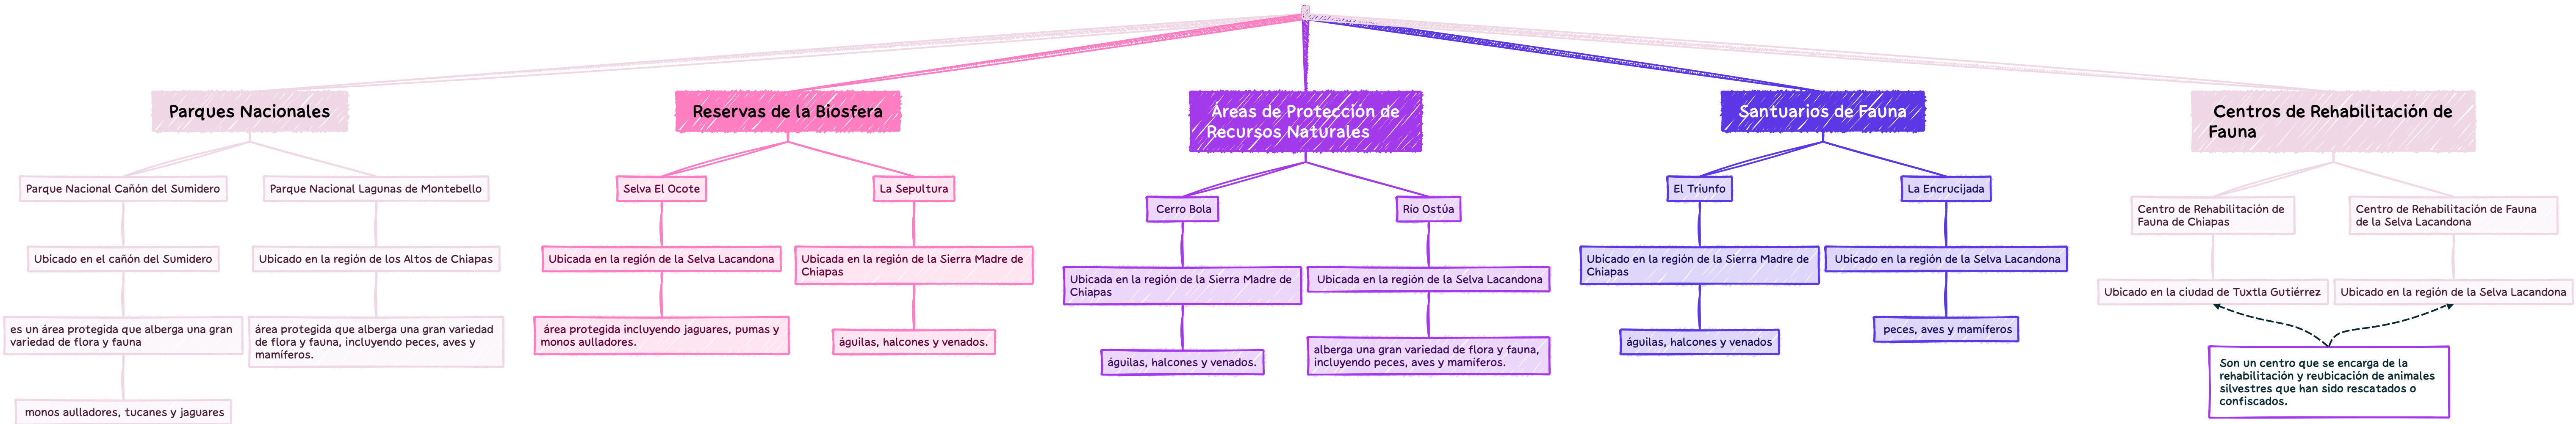 Parques Nacionales
Parque Nacional Cañón del Sumidero
Ubicado en el cañón del Sumidero
es un área protegida que alberga una gran
variedad de flora y fauna
monos aulladores, tucanes y jaguares
Parque Nacional Lagunas de Montebello
Ubicado en la región de los Altos de Chiapas
área protegida que alberga una gran variedad
de flora y fauna, incluyendo peces, aves y
mamíferos.
Reservas de la Biosfera
Selva El Ocote
Ubicada en la región de la Selva Lacandona
área protegida incluyendo jaguares, pumas y
monos aulladores.
La Sepultura
Ubicada en la región de la Sierra Madre de
Chiapas
águilas, halcones y venados.
Áreas de Protección de
Recursos Naturales
Cerro Bola
Ubicada en la región de la Sierra Madre de
Chiapas
águilas, halcones y venados.
Río Ostúa
Ubicada en la región de la Selva Lacandona
alberga una gran variedad de flora y fauna,
incluyendo peces, aves y mamíferos.
Santuarios de Fauna
El Triunfo
Ubicado en la región de la Sierra Madre de
Chiapas
águilas, halcones y venados
La Encrucijada
Ubicado en la región de la Selva Lacandona
peces, aves y mamíferos
Centros de Rehabilitación de
Fauna
Centro de Rehabilitación de
Fauna de Chiapas
Ubicado en la ciudad de Tuxtla Gutiérrez
Centro de Rehabilitación de Fauna
de la Selva Lacandona
Ubicado en la región de la Selva Lacandona
Son un centro que se encarga de la
rehabilitación y reubicación de animales
silvestres que han sido rescatados o
confiscados.